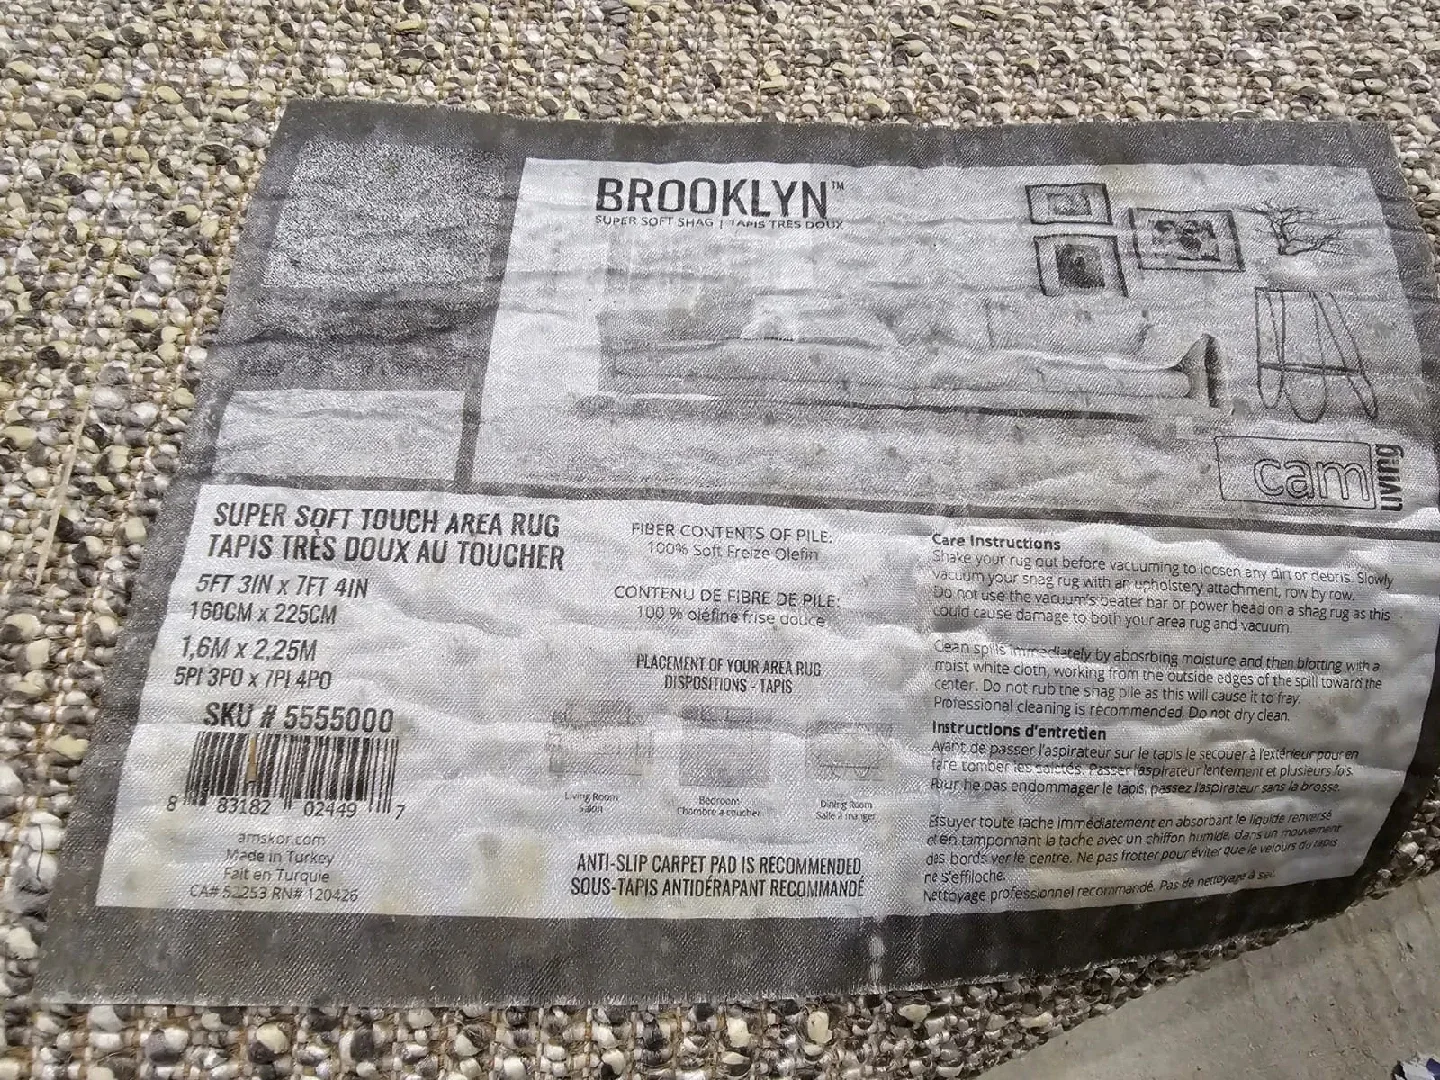 BROOKLYN™
SUPER SOFT SHAG | TAPIS TRES DOUX
cam
LIVING
SUPER SOFT TOUCH AREA RUG
TAPIS TRÈS DOUX AU TOUCHER
5FT 3IN x 7FT 4IN
160CM x 225CM
1,6M x 2,25M
5PI 3PO x 7PI 4PO
SKU # 5555000
8 83182 02449 7
amskor.com
Made in Turkey
Fait en Turquie
CA# 52253 RN# 120426
FIBER CONTENTS OF PILE:
100% Soft Freize Olefin
CONTENU DE FIBRE DE PILE:
100 % oléfine frise douce
PLACEMENT OF YOUR AREA RUG
DISPOSITIONS - TAPIS
Living Room
Salon
Bedroom
Chambre a coucher
Dining Room
Salle à manger
ANTI-SLIP CARPET PAD IS RECOMMENDED
SOUS-TAPIS ANTIDÉRAPANT RECOMMANDÉ
Care Instructions
Shake your rug out before vacuuming to loosen any dirt or debris. Slowly
vacuum your shag rug with an upholstery attachment, row by row.
Do not use the vacuum's beater bar or power head on a shag rug as this
could cause damage to both your area rug and vacuum.
Clean spills immediately by abosrbing moisture and then blotting with a
moist white cloth, working from the outside edges of the spill toward the
center. Do not rub the shag pile as this will cause it to fray.
Professional cleaning is recommended. Do not dry clean.
Instructions d'entretien
Avant de passer l'aspirateur sur le tapis le secouer à l'extérieur pour en
faire tomber les saletés. Passer l'aspirateur lentement et plusieurs fois.
Pour ne pas endommager le tapis, passez l'aspirateur sans la brosse.
Essuyer toute tache immédiatement en absorbant le liquide renversé
et en tamponnant la tache avec un chiffon humide, dans un mouvement
des bords ver le centre. Ne pas frotter pour éviter que le velours du tapis
ne s'effiloche.
Nettoyage professionnel recommandé. Pas de nettoyage à sec.